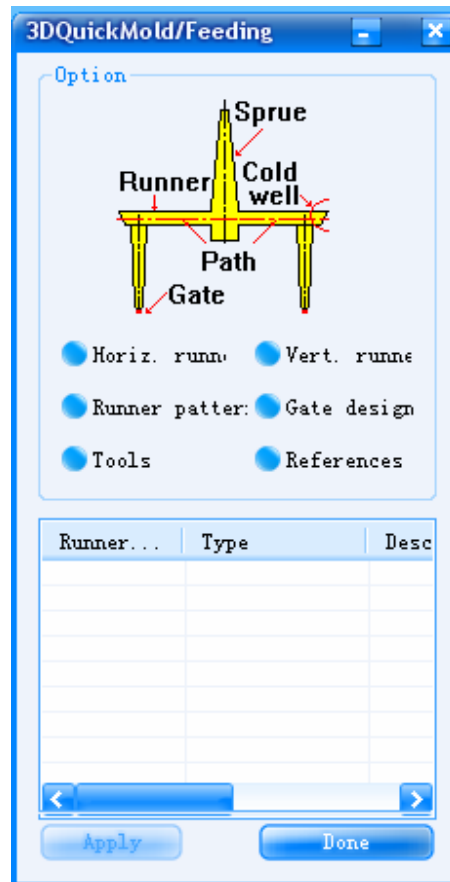 3DQuickMold/Feeding
Option
Sprue
Runner Cold
well
Path
Gate
Horiz. runn Vert. runne
Runner patter: Gate design
Tools References
Runner... Type Desc
Apply Done